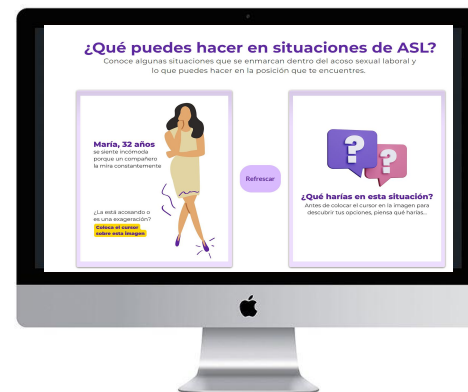 ¿Qué puedes hacer en situaciones de ASL?
Conoce algunas situaciones que se enmarcan dentro del acoso sexual laboral y
lo que puedes hacer en la posición que te encuentres.
María, 32 años
se siente incómoda
porque un compañero
la mira constantemente
¿La está acosando o
es una exageración?
Coloca el cursor
sobre esta imagen
Refrescar
¿Qué harías en esta situación?
Antes de colocar el cursor en la imagen para
descubrir tus opciones, piensa qué harías...